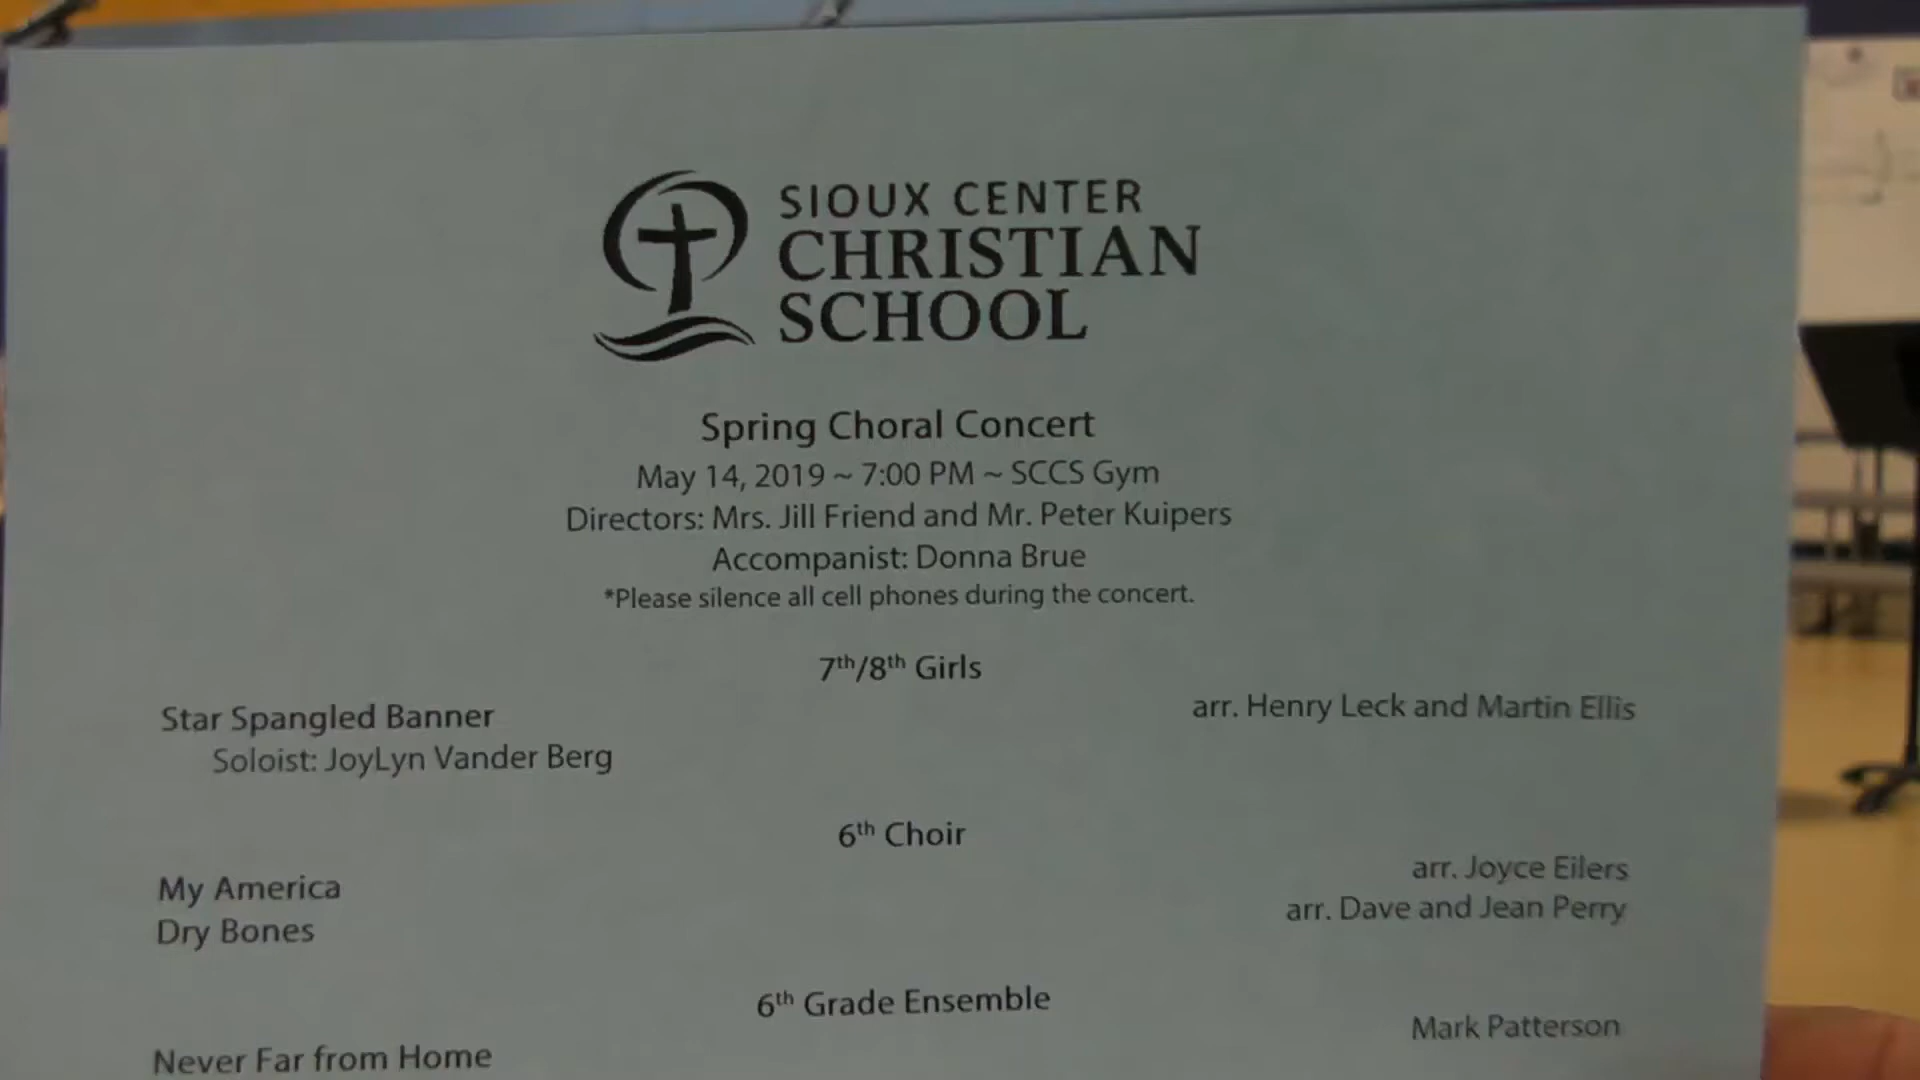 SIOUX CENTER
CHRISTIAN
SCHOOL
Spring Choral Concert
May 14, 2019 ~ 7:00 PM ~ SCCS Gym
Directors: Mrs. Jill Friend and Mr. Peter Kuipers
Accompanist: Donna Brue
*Please silence all cell phones during the concert.
7th/8th Girls
Star Spangled Banner arr. Henry Leck and Martin Ellis
Soloist: JoyLyn Vander Berg
6th Choir
My America arr. Joyce Eilers
Dry Bones arr. Dave and Jean Perry
6th Grade Ensemble
Never Far from Home Mark Patterson